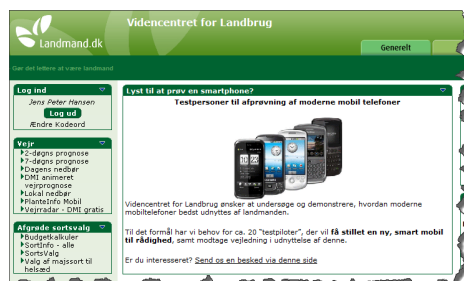 Videncentret for Landbrug
Landmand.dk
Generelt
Gør det lettere at være landmand
Log ind
Jens Peter Hansen
Log ud
Ændre Kodeord
Vejr
2-døgns prognose
7-døgns prognose
Dagens nedbør
DMI animeret
vejrprognose
Lokal nedbør
PlanteInfo Mobil
Vejrradar - DMI gratis
Afgrøde sortsvalg
Budgetkalkuler
SortInfo - alle
SortsValg
Valg af majssort til
helsæd
Lyst til at prøv en smartphone?
Testpersoner til afprøvning af moderne mobil telefoner
Videncentret for Landbrug ønsker at undersøge og demonstrere, hvordan moderne
mobiltelefoner bedst udnyttes af landmanden.
Til det formål har vi behov for ca. 20 "testpiloter", der vil få stillet en ny, smart mobil
til rådighed, samt modtage vejledning i udnyttelse af denne.
Er du interesseret? Send os en besked via denne side